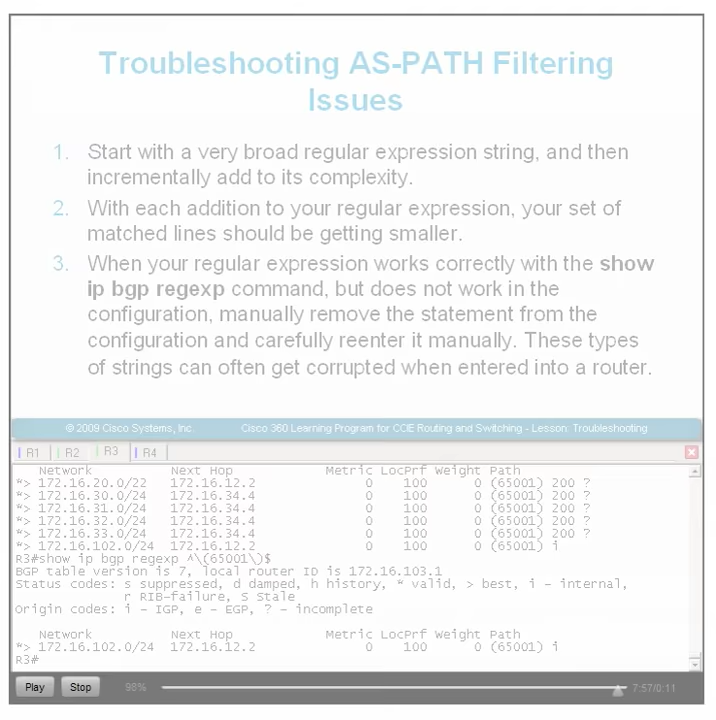 Troubleshooting AS-PATH Filtering
Issues
1. Start with a very broad regular expression string, and then
incrementally add to its complexity.
2. With each addition to your regular expression, your set of
matched lines should be getting smaller.
3. When your regular expression works correctly with the show
ip bgp regexp command, but does not work in the
configuration, manually remove the statement from the
configuration and carefully reenter it manually. These types
of strings can often get corrupted when entered into a router.
© 2009 Cisco Systems, Inc. Cisco 360 Learning Program for CCIE Routing and Switching - Lesson: Troubleshooting
R1 R2 R3 R4
Network Next Hop Metric LocPrf Weight Path
*> 172.16.20.0/22 172.16.12.2 0 100 0 (65001) 200 ?
*> 172.16.30.0/24 172.16.34.4 0 100 0 (65001) 200 ?
*> 172.16.31.0/24 172.16.34.4 0 100 0 (65001) 200 ?
*> 172.16.32.0/24 172.16.34.4 0 100 0 (65001) 200 ?
*> 172.16.33.0/24 172.16.34.4 0 100 0 (65001) 200 ?
*> 172.16.102.0/24 172.16.12.2 0 100 0 (65001) i
R3#show ip bgp regexp ^\(65001\)$
BGP table version is 7, local router ID is 172.16.103.1
Status codes: s suppressed, d damped, h history, * valid, > best, i - internal,
r RIB-failure, S Stale
Origin codes: i - IGP, e - EGP, ? - incomplete
Network Next Hop Metric LocPrf Weight Path
*> 172.16.102.0/24 172.16.12.2 0 100 0 (65001) i
R3#
Play Stop 98% 7:57/0:11